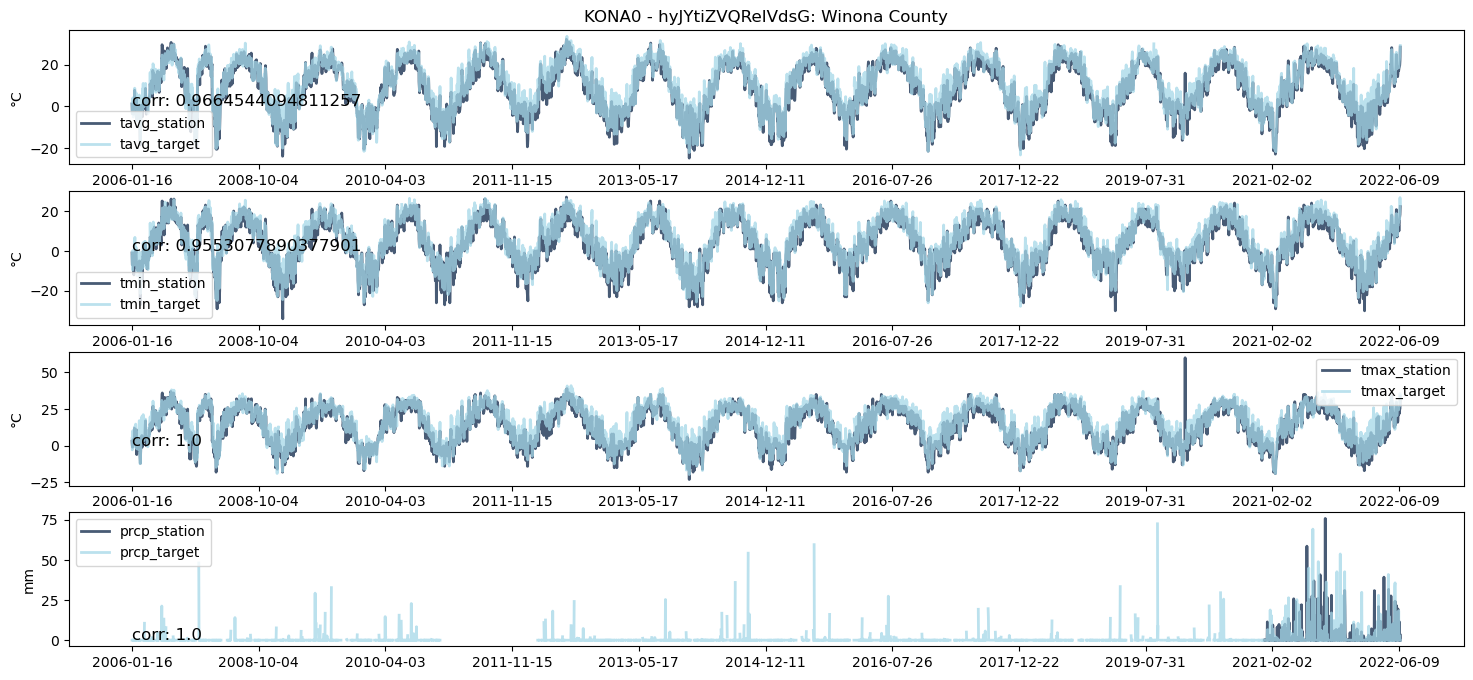 KONA0 - hyJYtiZVQRelVdsG: Winona County
°C
20
0
−20
corr: 0.9664544094811257
tavg_station
tavg_target
2006-01-16 2008-10-04 2010-04-03 2011-11-15 2013-05-17 2014-12-11 2016-07-26 2017-12-22 2019-07-31 2021-02-02 2022-06-09
°C
20
0
−20
corr: 0.9553077890377901
tmin_station
tmin_target
2006-01-16 2008-10-04 2010-04-03 2011-11-15 2013-05-17 2014-12-11 2016-07-26 2017-12-22 2019-07-31 2021-02-02 2022-06-09
°C
50
25
0
−25
corr: 1.0
tmax_station
tmax_target
2006-01-16 2008-10-04 2010-04-03 2011-11-15 2013-05-17 2014-12-11 2016-07-26 2017-12-22 2019-07-31 2021-02-02 2022-06-09
mm
75
50
25
0
prcp_station
prcp_target
corr: 1.0
2006-01-16 2008-10-04 2010-04-03 2011-11-15 2013-05-17 2014-12-11 2016-07-26 2017-12-22 2019-07-31 2021-02-02 2022-06-09